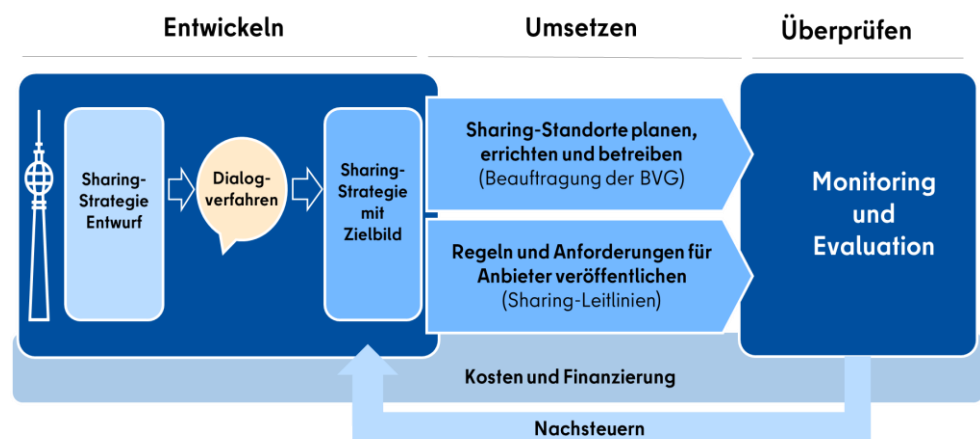 Entwickeln
Umsetzen
Überprüfen
Sharing-
Strategie
Entwurf
Dialog-
verfahren
Sharing-
Strategie
mit
Zielbild
Sharing-Standorte planen,
errichten und betreiben
(Beauftragung der BVG)
Regeln und Anforderungen für
Anbieter veröffentlichen
(Sharing-Leitlinien)
Monitoring
und
Evaluation
Kosten und Finanzierung
Nachsteuern